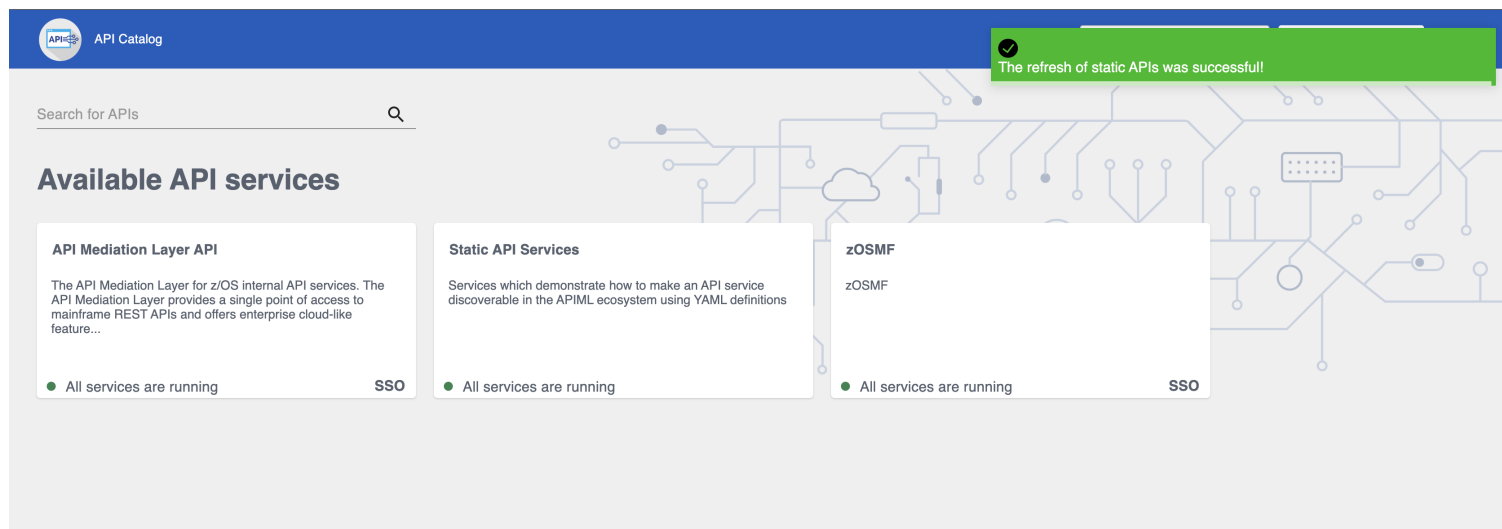 API
API Catalog
The refresh of static APIs was successful!
Search for APIs
Available API services
API Mediation Layer API
The API Mediation Layer for z/OS internal API services. The
API Mediation Layer provides a single point of access to
mainframe REST APIs and offers enterprise cloud-like
feature...
All services are running
SSO
Static API Services
Services which demonstrate how to make an API service
discoverable in the APIML ecosystem using YAML definitions
All services are running
zOSMF
zOSMF
All services are running
SSO